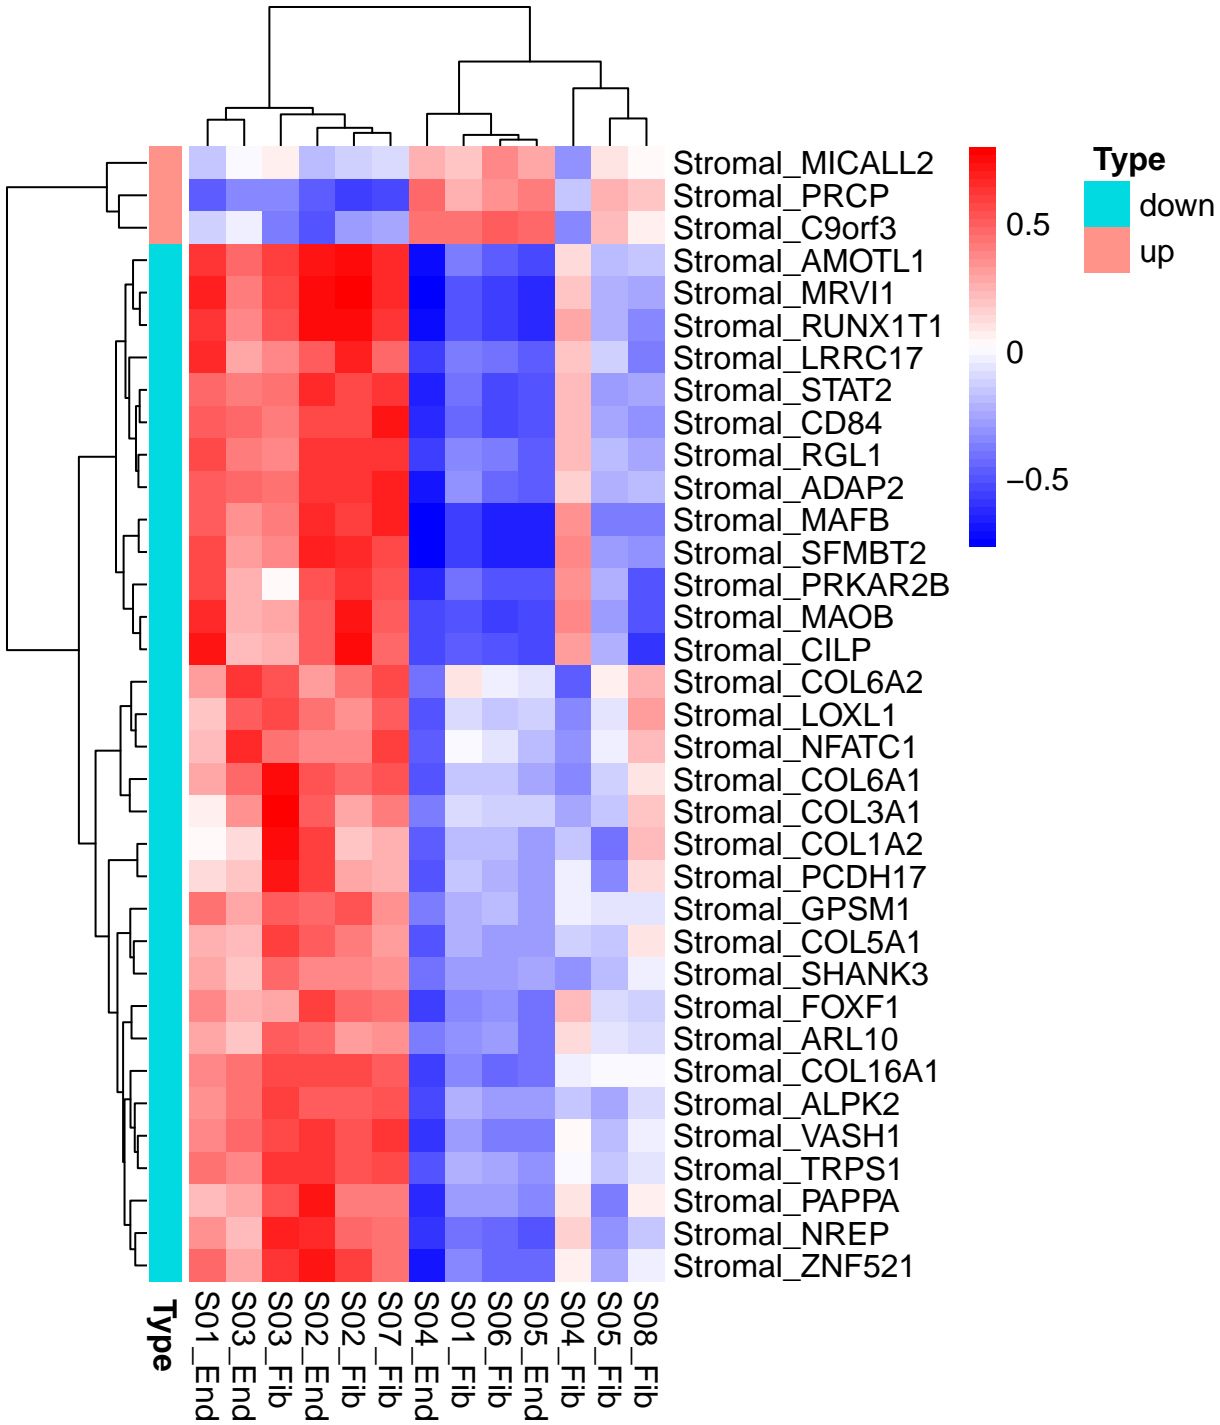 Stromal_MICALL2
Stromal_PRCP
Stromal_C9orf3
Stromal_AMOTL1
Stromal_MRVI1
Stromal_RUNX1T1
Stromal_LRRC17
Stromal_STAT2
Stromal_CD84
Stromal_RGL1
Stromal_ADAP2
Stromal_MAFB
Stromal_SFMBT2
Stromal_PRKAR2B
Stromal_MAOB
Stromal_CILP
Stromal_COL6A2
Stromal_LOXL1
Stromal_NFATC1
Stromal_COL6A1
Stromal_COL3A1
Stromal_COL1A2
Stromal_PCDH17
Stromal_GPSM1
Stromal_COL5A1
Stromal_SHANK3
Stromal_FOXF1
Stromal_ARL10
Stromal_COL16A1
Stromal_ALPK2
Stromal_VASH1
Stromal_TRPS1
Stromal_PAPPA
Stromal_NREP
Stromal_ZNF521
0.5
0
−0.5
Type
down
up
Type
S01_End
S03_End
S03_Fib
S02_End
S02_Fib
S07_Fib
S04_End
S01_Fib
S06_Fib
S05_End
S04_Fib
S05_Fib
S08_Fib